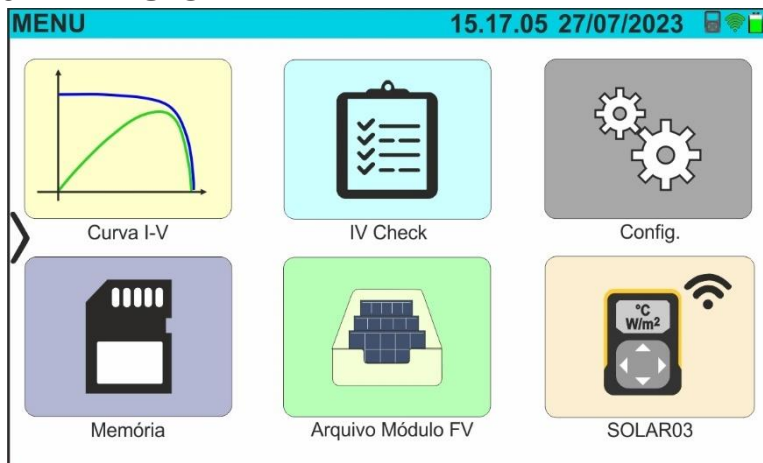 MENU 15.17.05 27/07/2023
Curva I-V IV Check Config.
°C
W/m²
Memória Arquivo Módulo FV SOLAR03